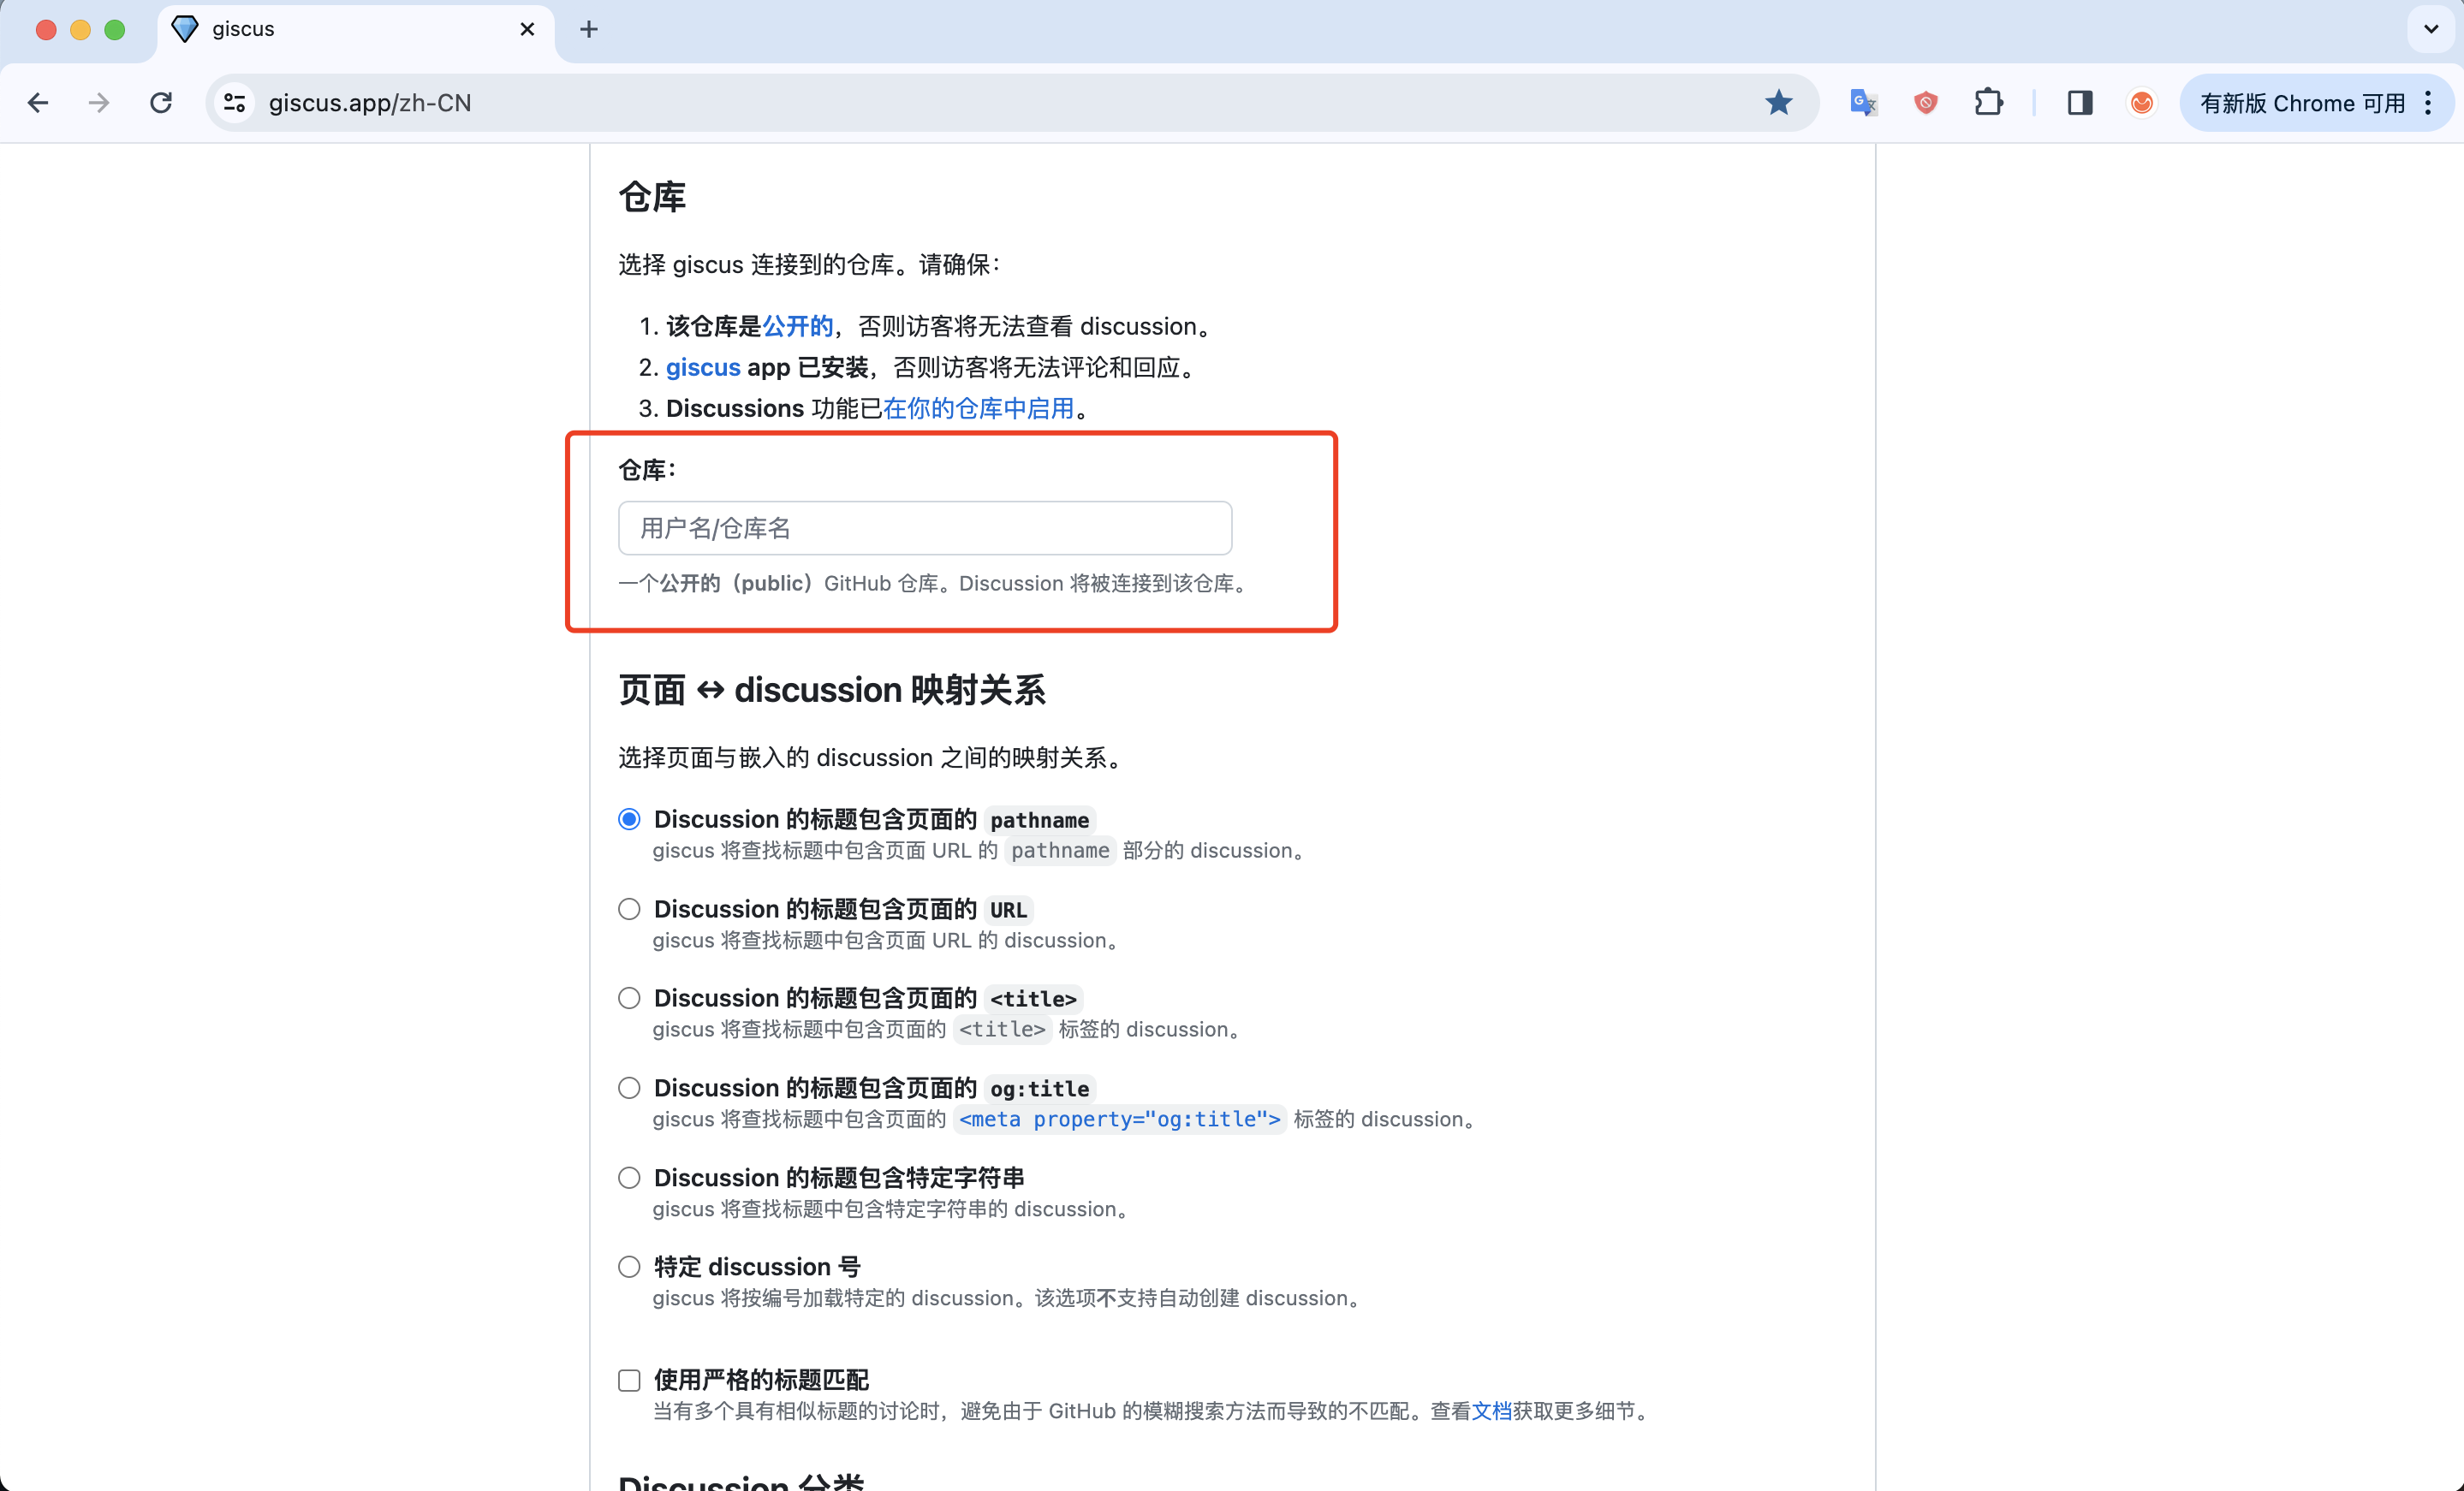 giscus
giscus.app/zh-CN
有新版 Chrome 可用
仓库
选择 giscus 连接到的仓库。请确保：
1. 该仓库是公开的，否则访客将无法查看 discussion。
2. giscus app 已安装，否则访客将无法评论和回应。
3. Discussions 功能已在你的仓库中启用。
仓库：
用户名/仓库名
一个公开的（public）GitHub 仓库。Discussion 将被连接到该仓库。
页面 ↔ discussion 映射关系
选择页面与嵌入的 discussion 之间的映射关系。
Discussion 的标题包含页面的 pathname
giscus 将查找标题中包含页面 URL 的 pathname 部分的 discussion。
Discussion 的标题包含页面的 URL
giscus 将查找标题中包含页面 URL 的 discussion。
Discussion 的标题包含页面的 <title>
giscus 将查找标题中包含页面的 <title> 标签的 discussion。
Discussion 的标题包含页面的 og:title
giscus 将查找标题中包含页面的 <meta property="og:title"> 标签的 discussion。
Discussion 的标题包含特定字符串
giscus 将查找标题中包含特定字符串的 discussion。
特定 discussion 号
giscus 将按编号加载特定的 discussion。该选项不支持自动创建 discussion。
使用严格的标题匹配
当有多个具有相似标题的讨论时，避免由于 GitHub 的模糊搜索方法而导致的不匹配。查看文档获取更多细节。
Discussion 分类